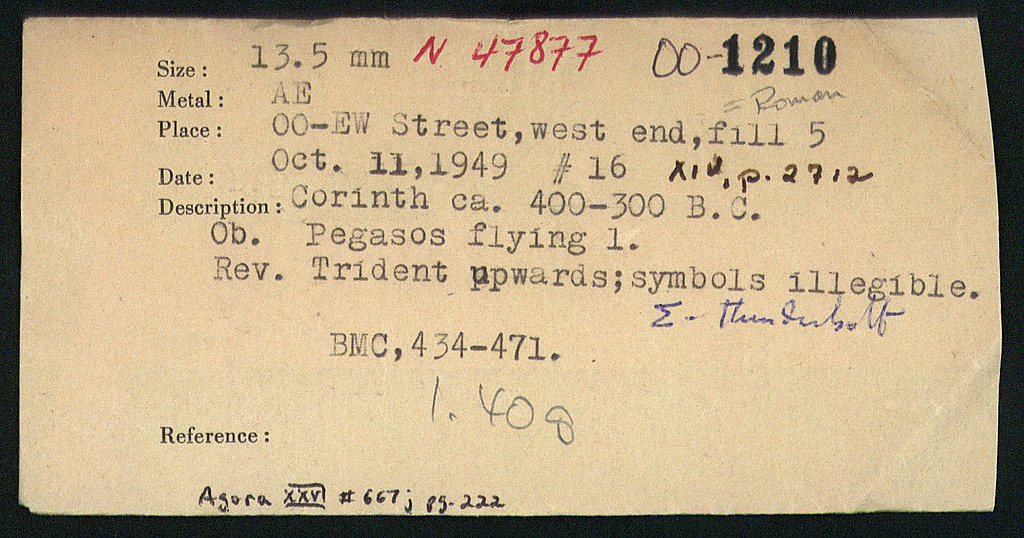 Size : 13.5 mm N 47877 OO-1210
Metal : AE = Roman
Place : OO-EW Street,west end,fill 5
Date : Oct. 11,1949 #16 XIV, p. 2712
Description : Corinth ca. 400-300 B.C.
Ob. Pegasos flying l.
Rev. Trident upwards;symbols illegible.
Σ - thunderbolt
BMC,434-471.
1.40g
Reference :
Agora XXVI #667j pg. 222